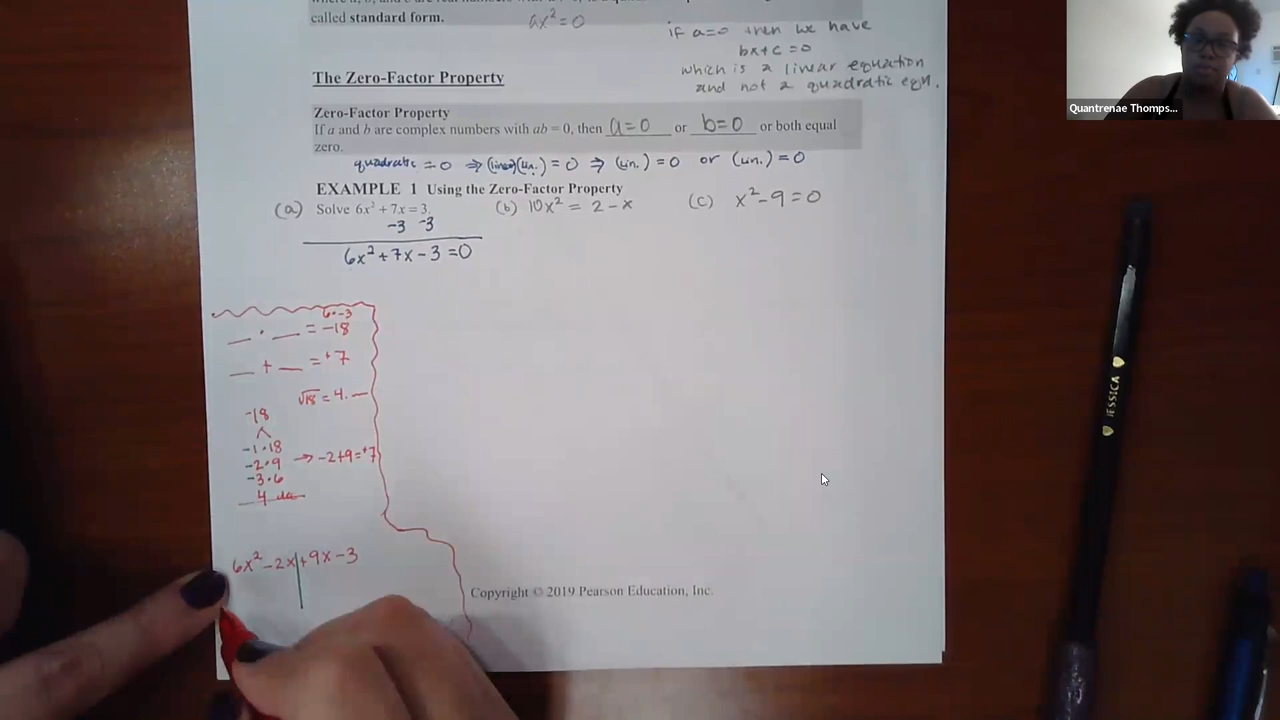 called standard form.
ax² = 0
if a=0 then we have
bx+c=0
which is a linear equation
and not a quadratic eqn.
The Zero-Factor Property
Zero-Factor Property
If a and b are complex numbers with ab = 0, then a=0 or b=0 or both equal
zero.
quadratic = 0 ⇒ (linear)(lin.) = 0 ⇒ (lin.) = 0 or (lin.) = 0
EXAMPLE 1 Using the Zero-Factor Property
(a) Solve 6x² + 7x = 3. (b) 10x² = 2 - x (c) x² - 9 = 0
-3 -3
6x² + 7x - 3 = 0
6·-3
__ · __ = -18
__ + __ = +7
√18 = 4.
-18
-1·18
-2·9 → -2+9=+7
-3·6
4
6x² - 2x + 9x - 3
Copyright © 2019 Pearson Education, Inc.
JESSICA
Quantrenae Thomps...